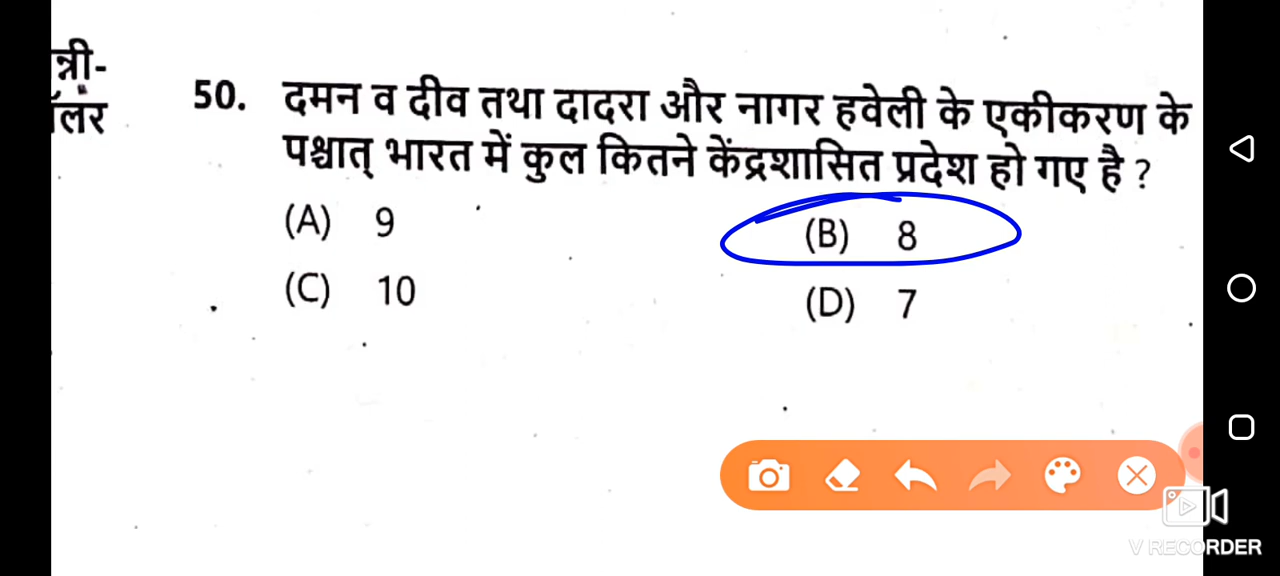 न्नी-
ॉलर
50. दमन व दीव तथा दादरा और नागर हवेली के एकीकरण के
पश्चात् भारत में कुल कितने केंद्रशासित प्रदेश हो गए है ?
(A) 9 (B) 8
(C) 10 (D) 7
V RECORDER